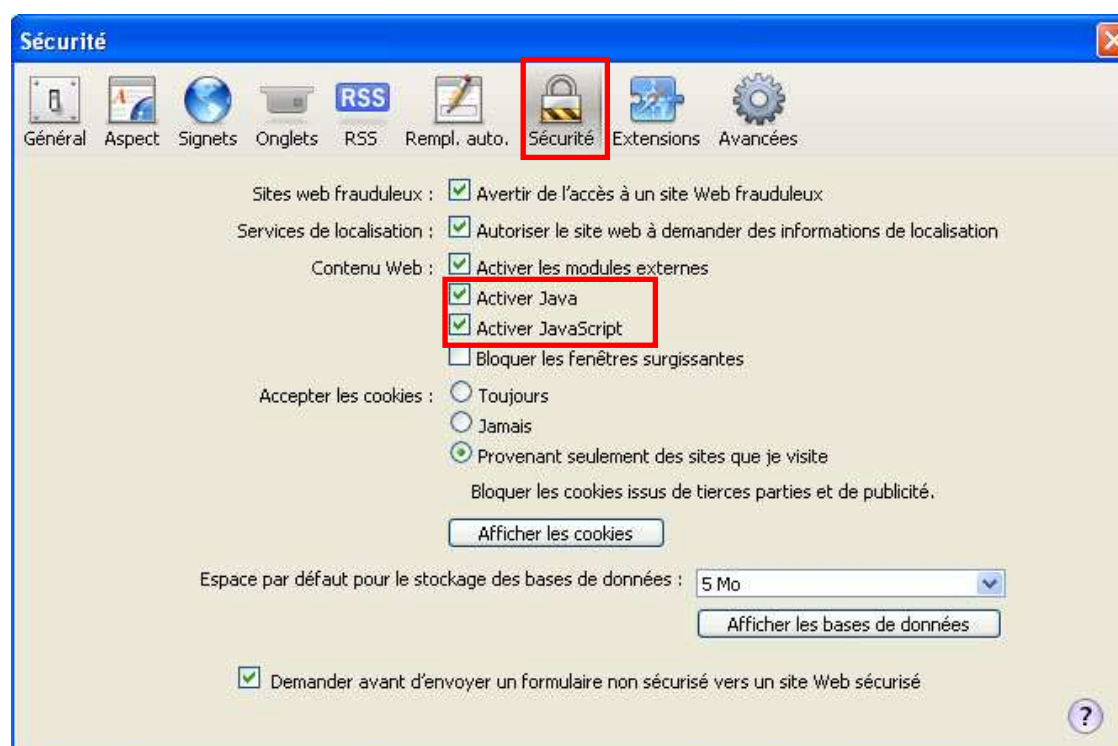 Sécurité
RSS
Général Aspect Signets Onglets RSS Rempl. auto. Sécurité Extensions Avancées
Sites web frauduleux : Avertir de l'accès à un site Web frauduleux
Services de localisation : Autoriser le site web à demander des informations de localisation
Contenu Web : Activer les modules externes
Activer Java
Activer JavaScript
Bloquer les fenêtres surgissantes
Accepter les cookies : Toujours
Jamais
Provenant seulement des sites que je visite
Bloquer les cookies issus de tierces parties et de publicité.
Afficher les cookies
Espace par défaut pour le stockage des bases de données : 5 Mo
Afficher les bases de données
Demander avant d'envoyer un formulaire non sécurisé vers un site Web sécurisé
?